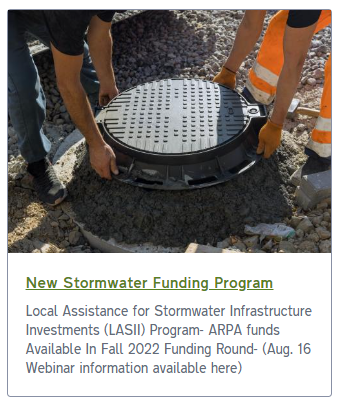 New Stormwater Funding Program
Local Assistance for Stormwater Infrastructure
Investments (LASII) Program- ARPA funds
Available In Fall 2022 Funding Round- (Aug. 16
Webinar information available here)